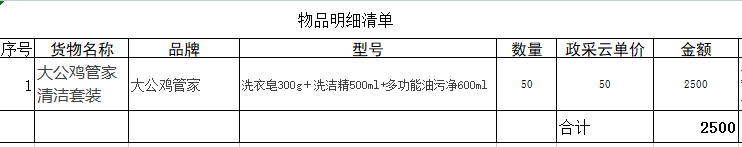 物品明细清单
序号 货物名称 品牌 型号 数量 政采云单价 金额
1 大公鸡管家清洁套装 大公鸡管家 洗衣皂300g+洗洁精500ml+多功能油污净600ml 50 50 2500
合计 2500